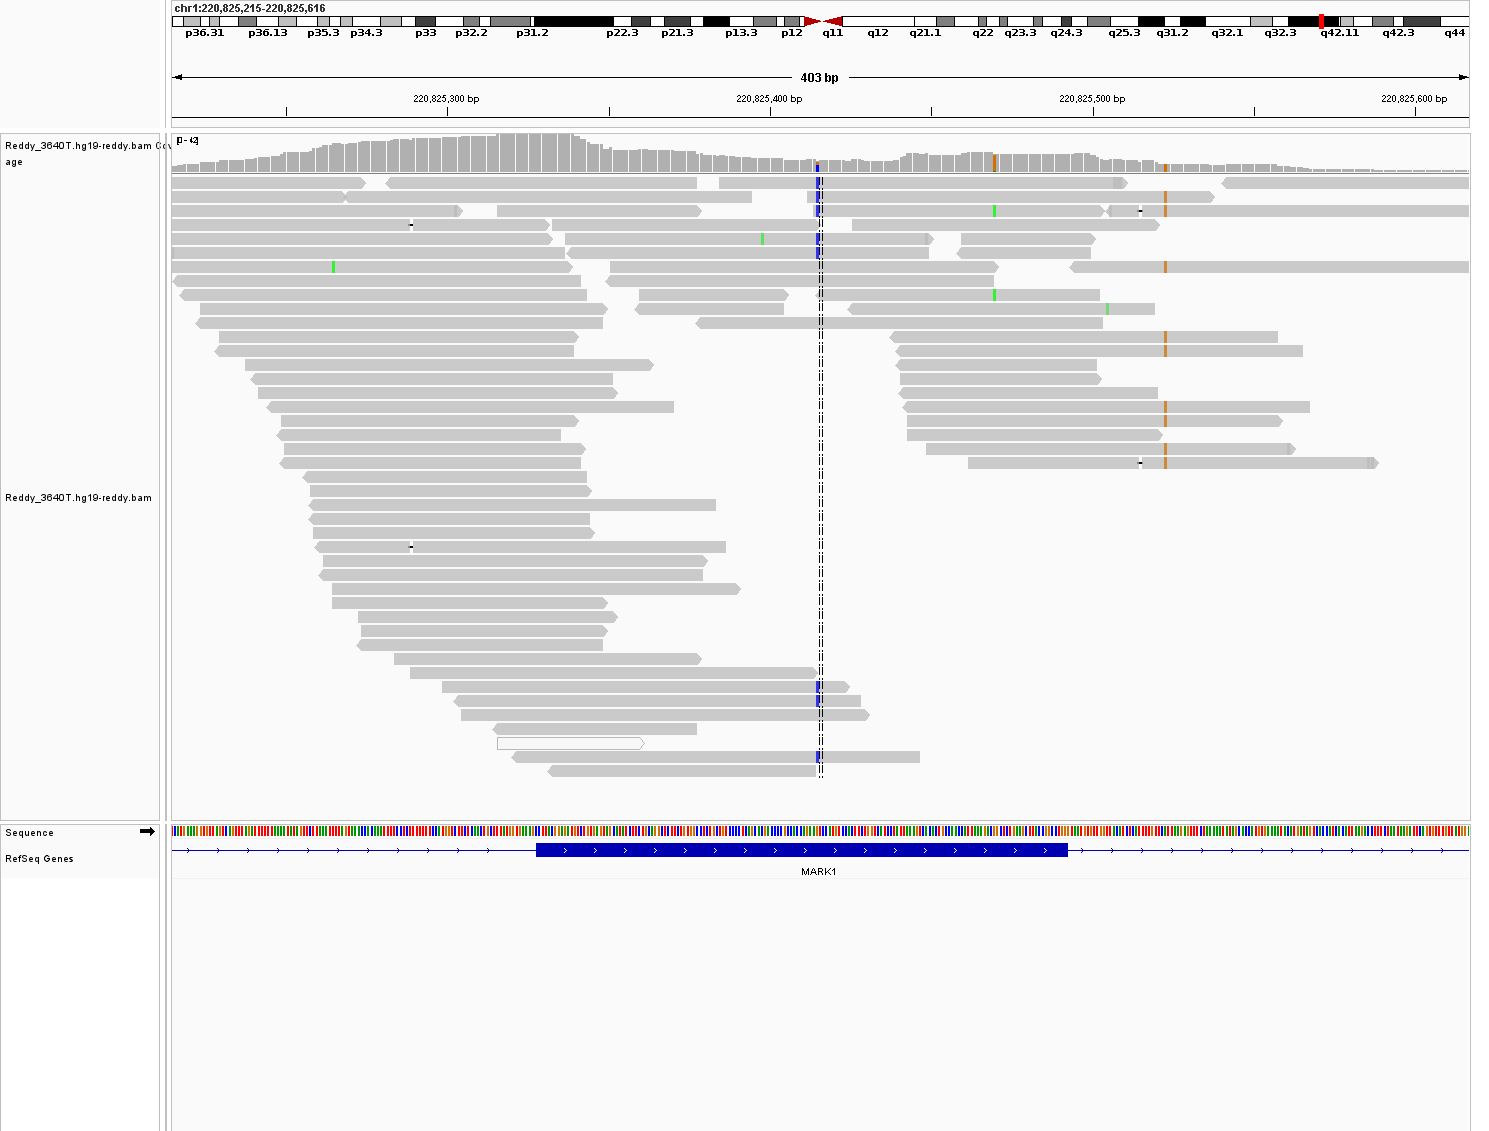 chr1:220,825,215-220,825,616
p36.31 p36.13 p35.3 p34.3 p33 p32.2 p31.2 p22.3 p21.3 p13.3 p12 q11 q12 q21.1 q22 q23.3 q24.3 q25.3 q31.2 q32.1 q32.3 q42.11 q42.3 q44
403 bp
220,825,300 bp 220,825,400 bp 220,825,500 bp 220,825,600 bp
[0 - 42]
Reddy_3640T.hg19-reddy.bam Cov
age
Reddy_3640T.hg19-reddy.bam
Sequence
RefSeq Genes
MARK1